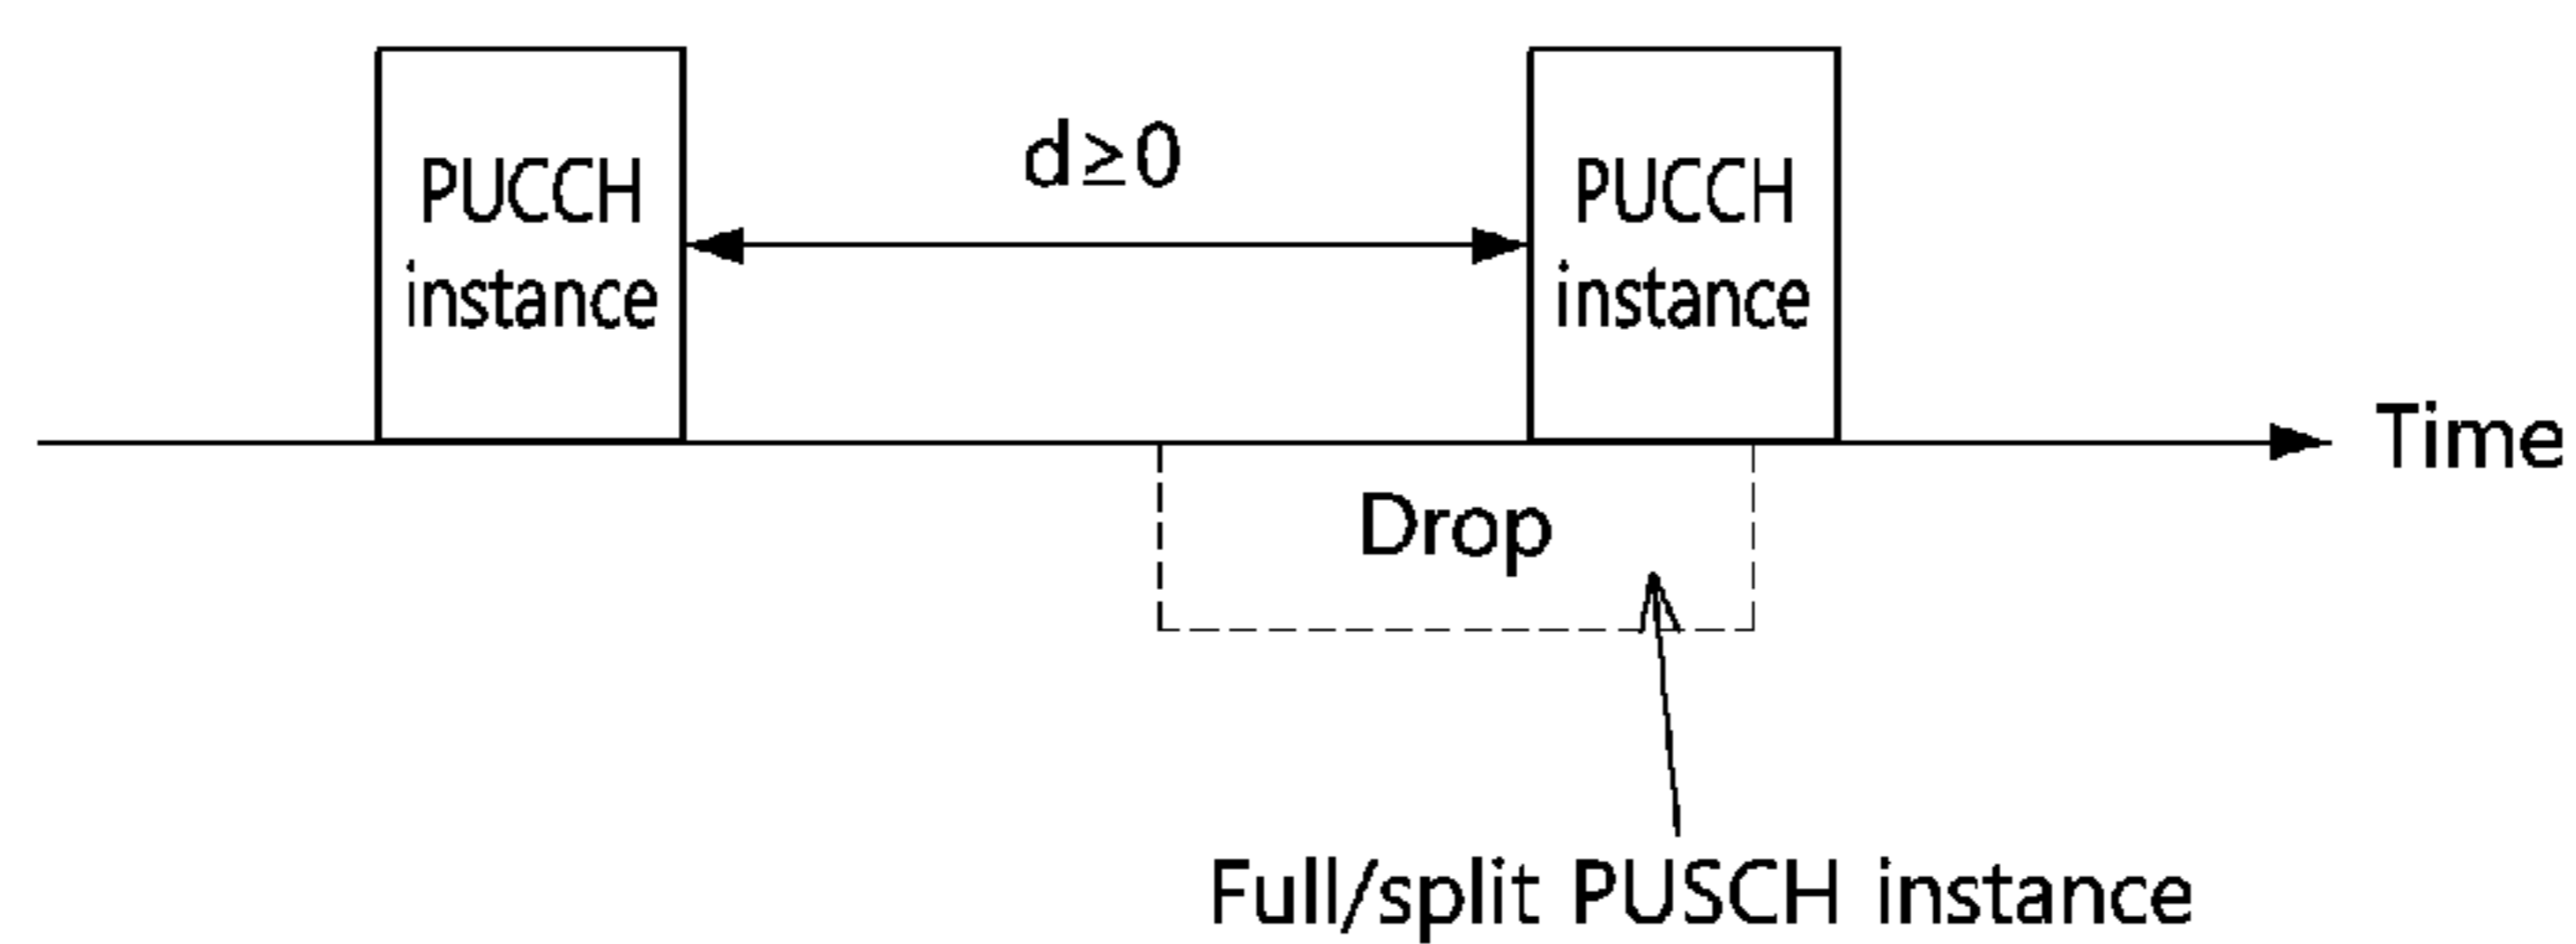 PUCCH
instance
d≥0
PUCCH
instance
Time
Drop
Full/split PUSCH instance